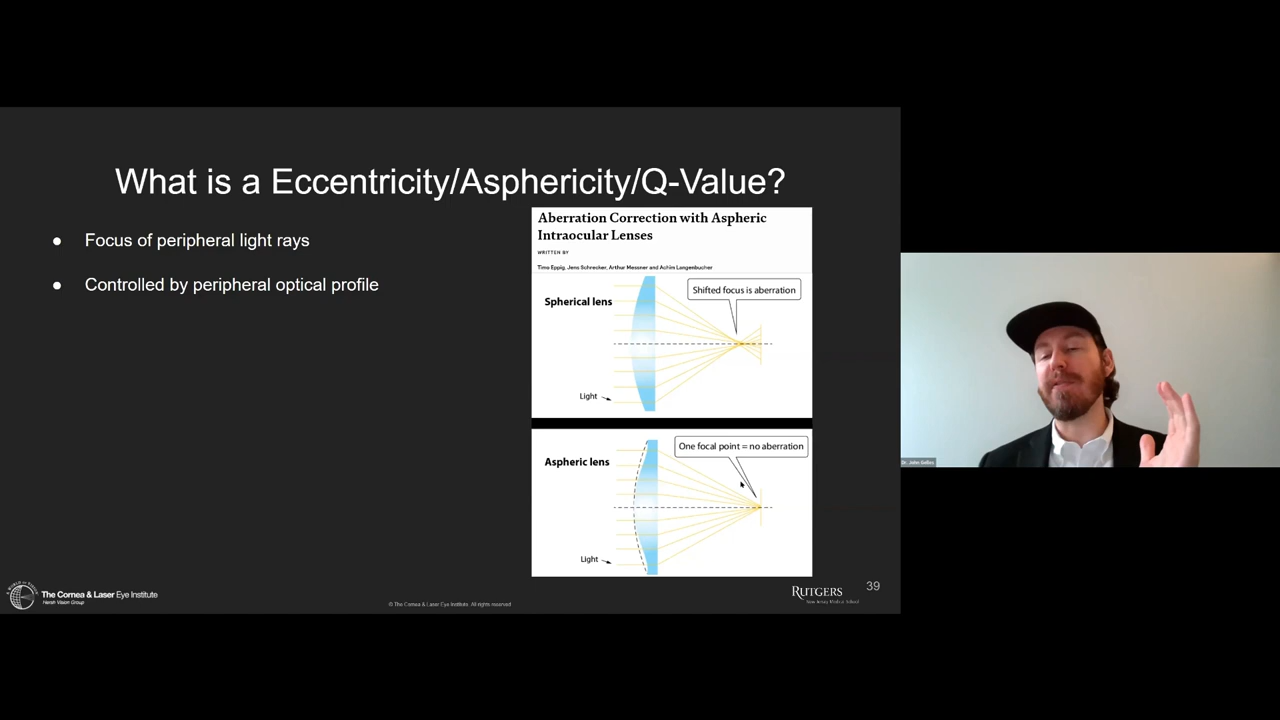 What is a Eccentricity/Asphericity/Q-Value?
● Focus of peripheral light rays
● Controlled by peripheral optical profile
Aberration Correction with Aspheric
Intraocular Lenses
WRITTEN BY
Timo Eppig, Jens Schrecker, Arthur Messner and Achim Langenbucher
Shifted focus is aberration
Spherical lens
Light
One focal point = no aberration
Aspheric lens
Light
The Cornea & Laser Eye Institute
Hersh Vision Group
© The Cornea & Laser Eye Institute. All rights reserved
RUTGERS
New Jersey Medical School
39
Dr. John Gelles